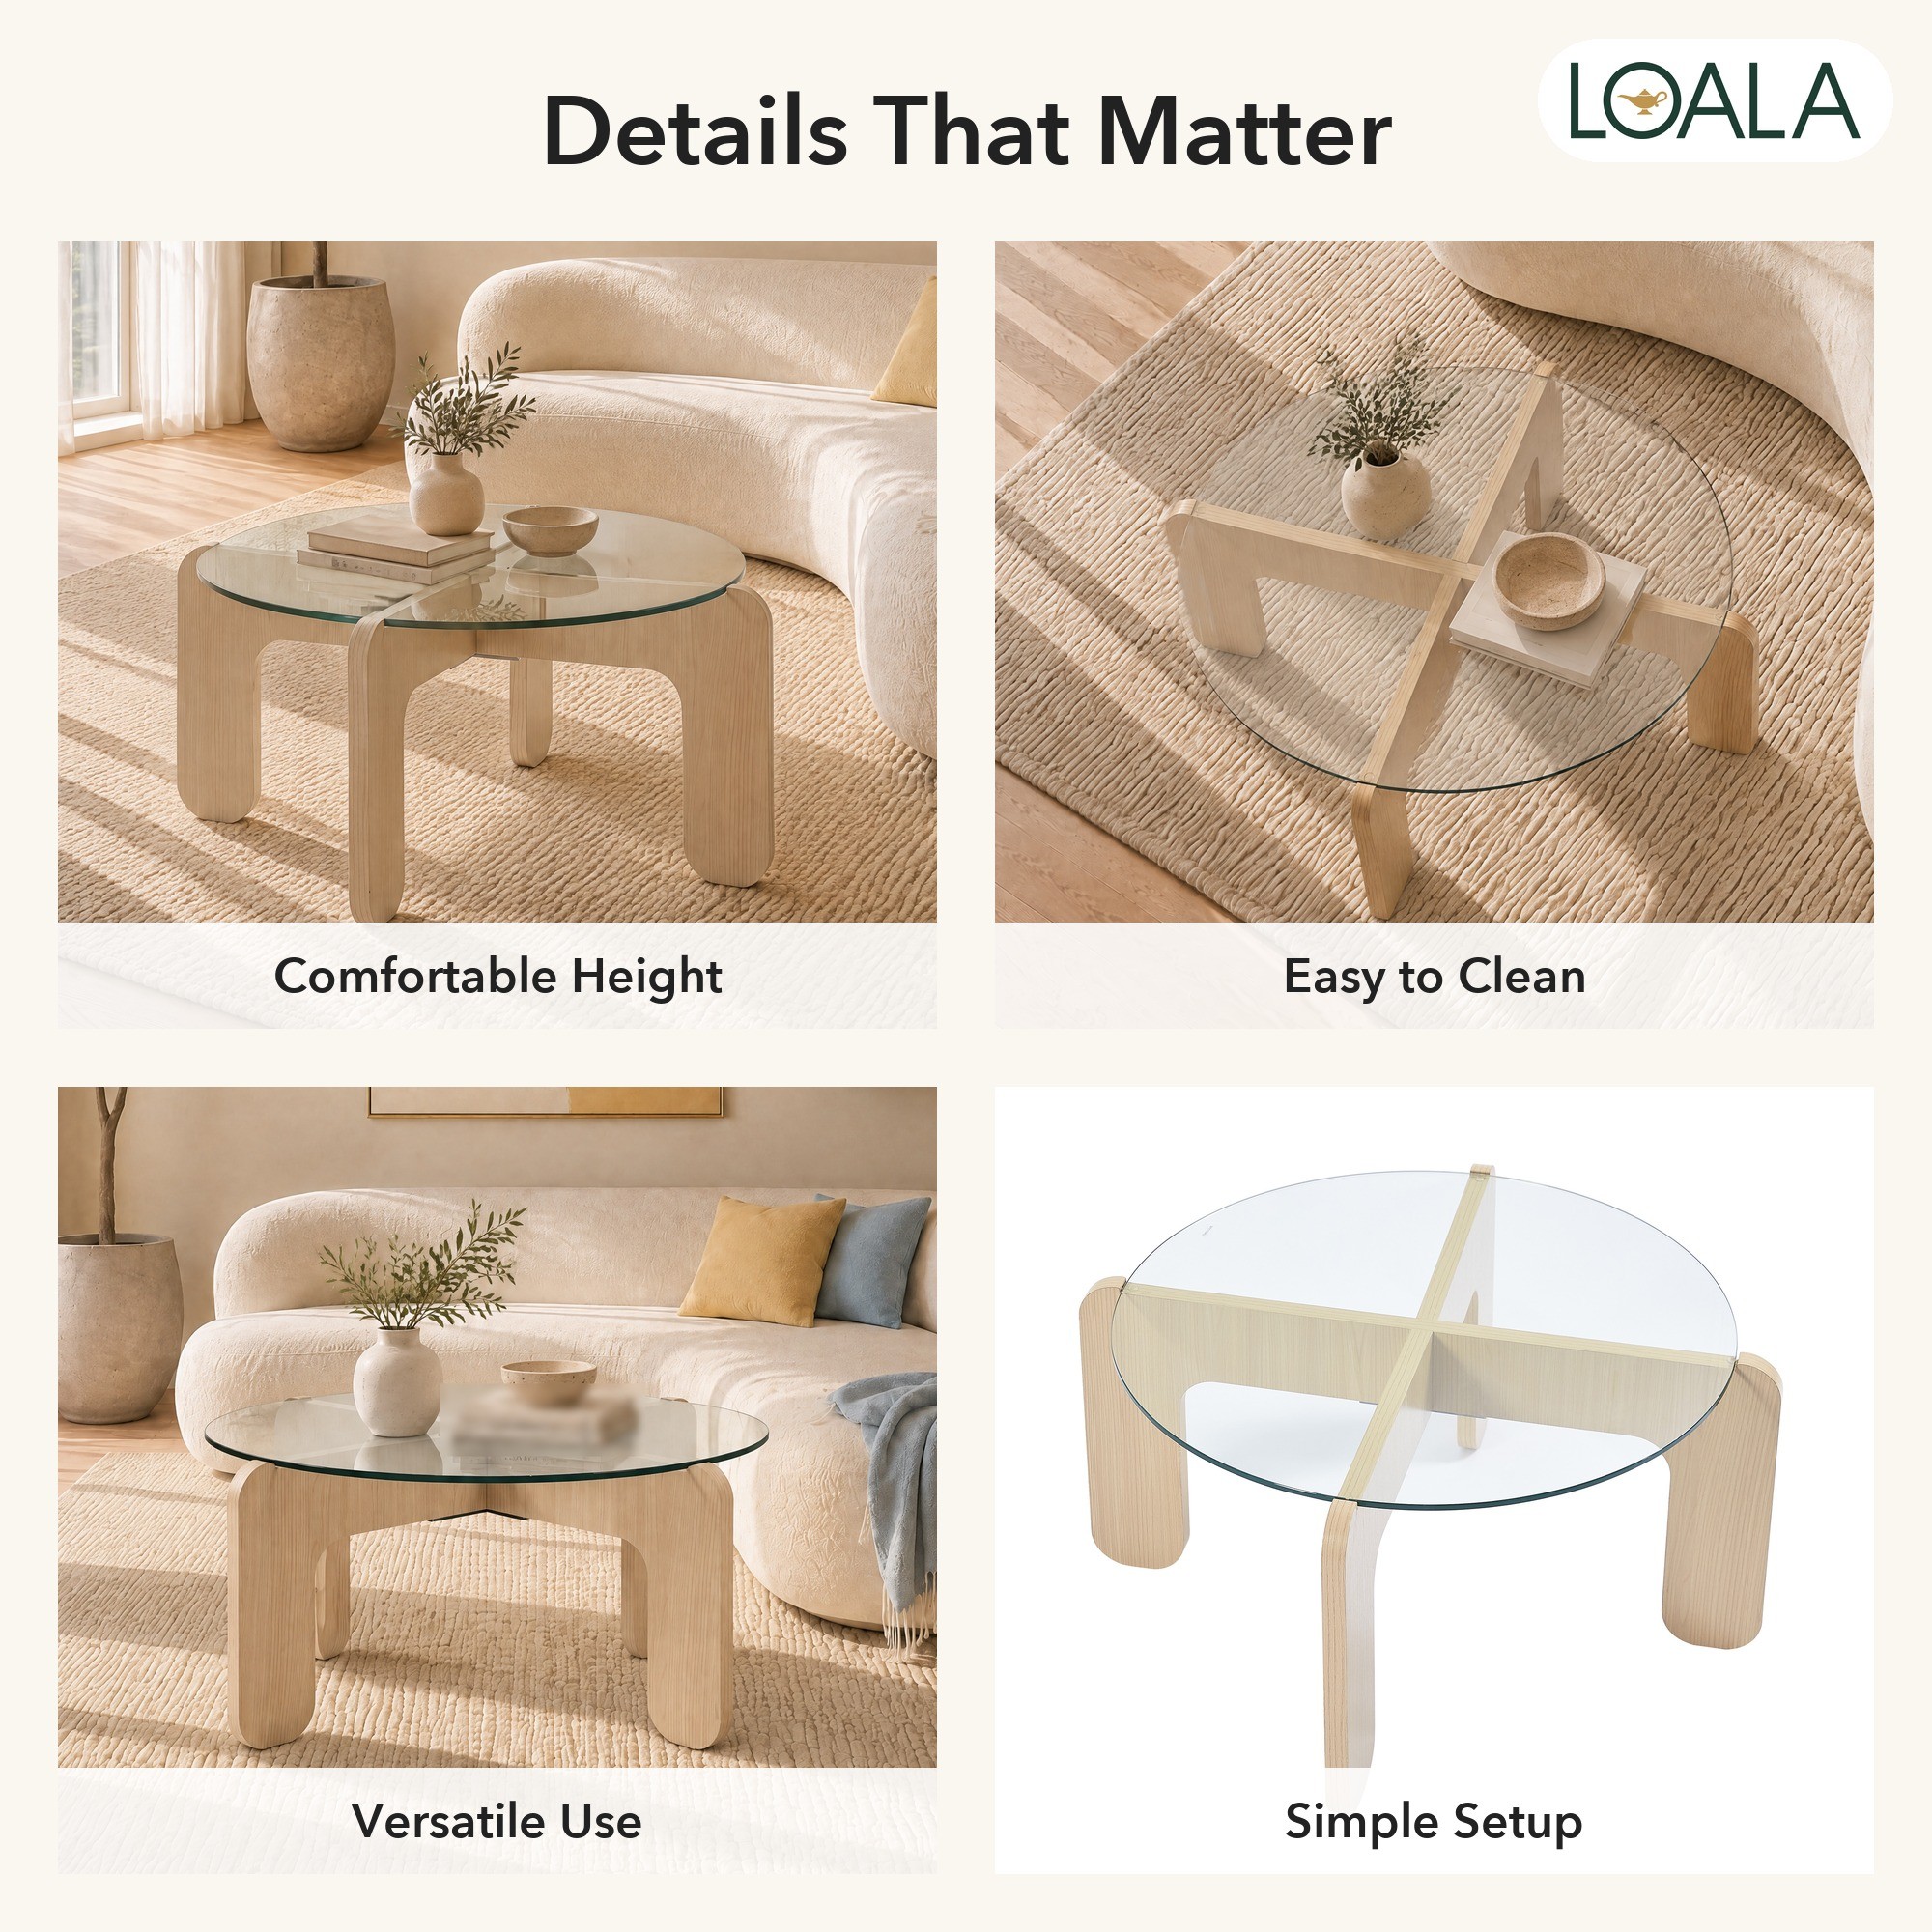 Details That Matter
LOALA
Comfortable Height
Easy to Clean
Versatile Use
Simple Setup